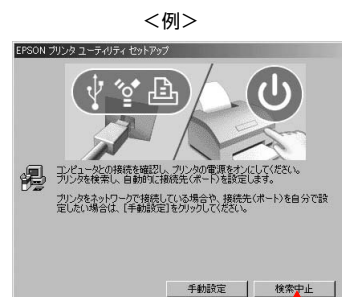 ＜例＞
EPSON プリンタ ユーティリティ セットアップ
コンピュータとの接続を確認し、プリンタの電源をオンにしてください。
プリンタを検索し、自動的に接続先(ポート)を設定します。
プリンタをネットワークで接続している場合や、接続先(ポート)を自分で設
定したい場合は、[手動設定]をクリックしてください。
手動設定
検索中止